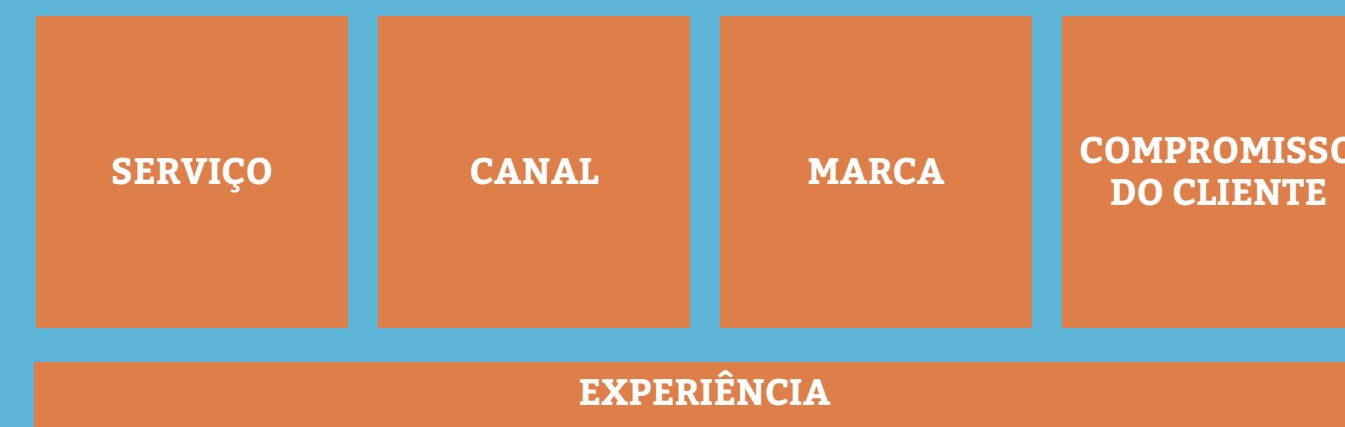 SERVIÇO
CANAL
MARCA
COMPROMISSO
DO CLIENTE
EXPERIÊNCIA